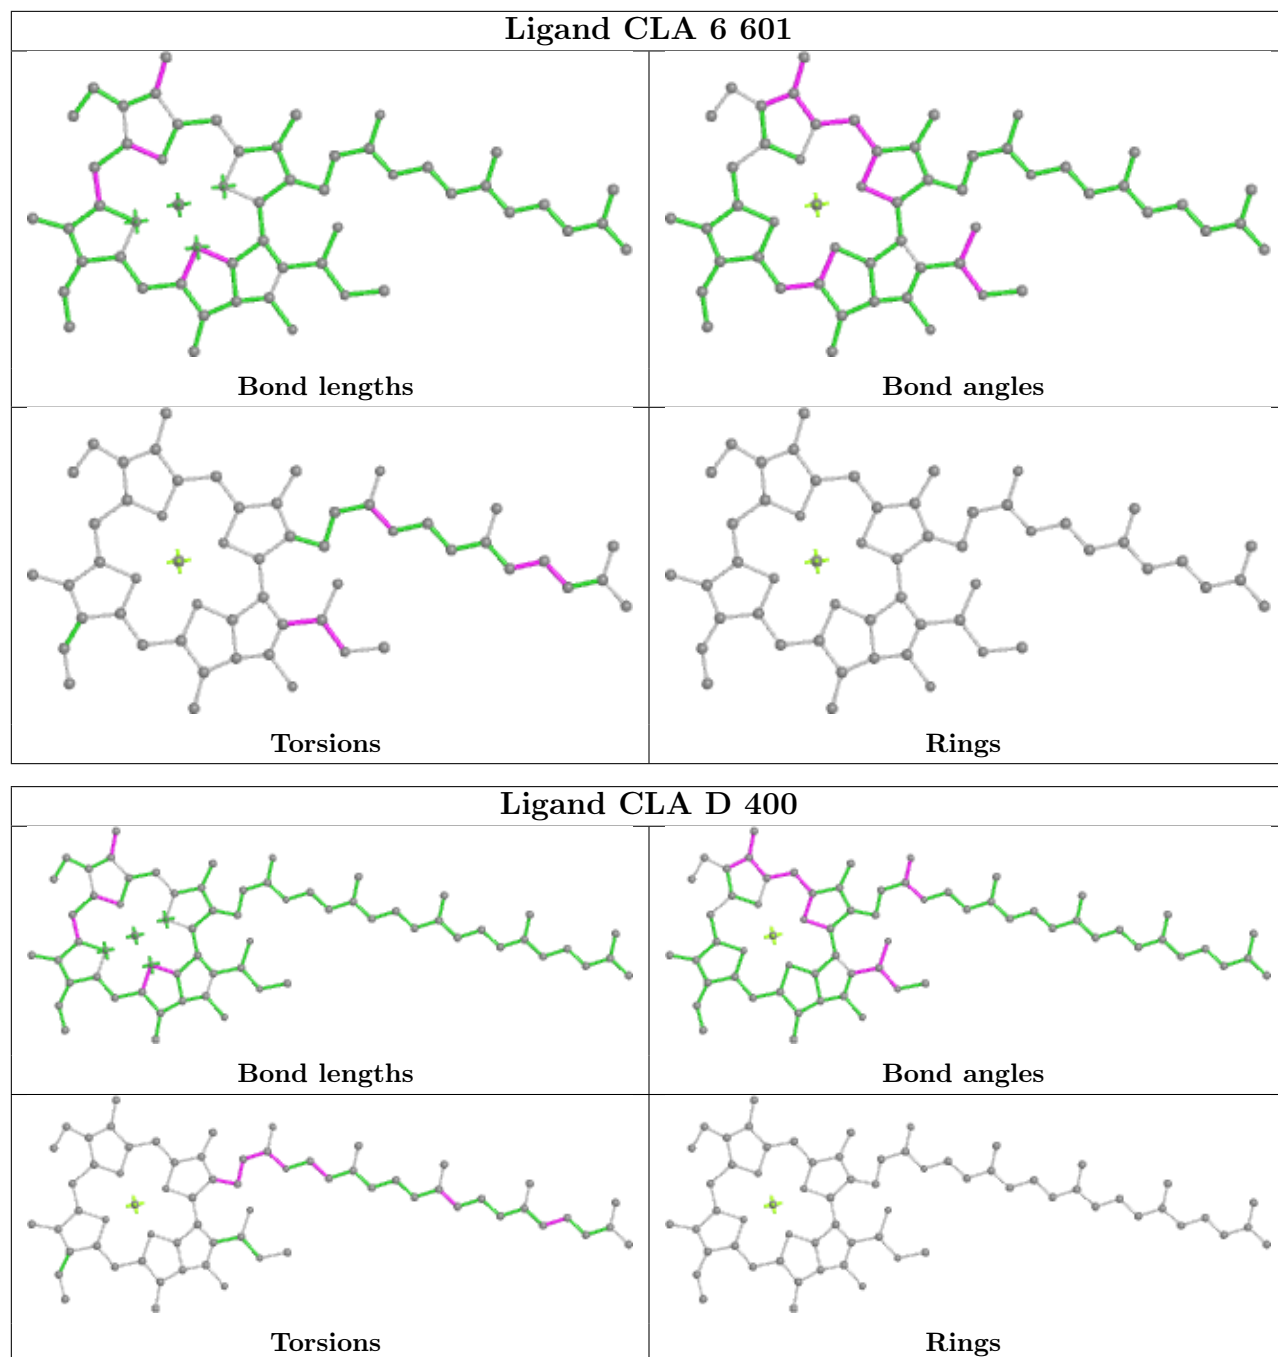 Ligand CLA 6 601
Bond lengths
Bond angles
Torsions
Rings
Ligand CLA D 400
Bond lengths
Bond angles
Torsions
Rings